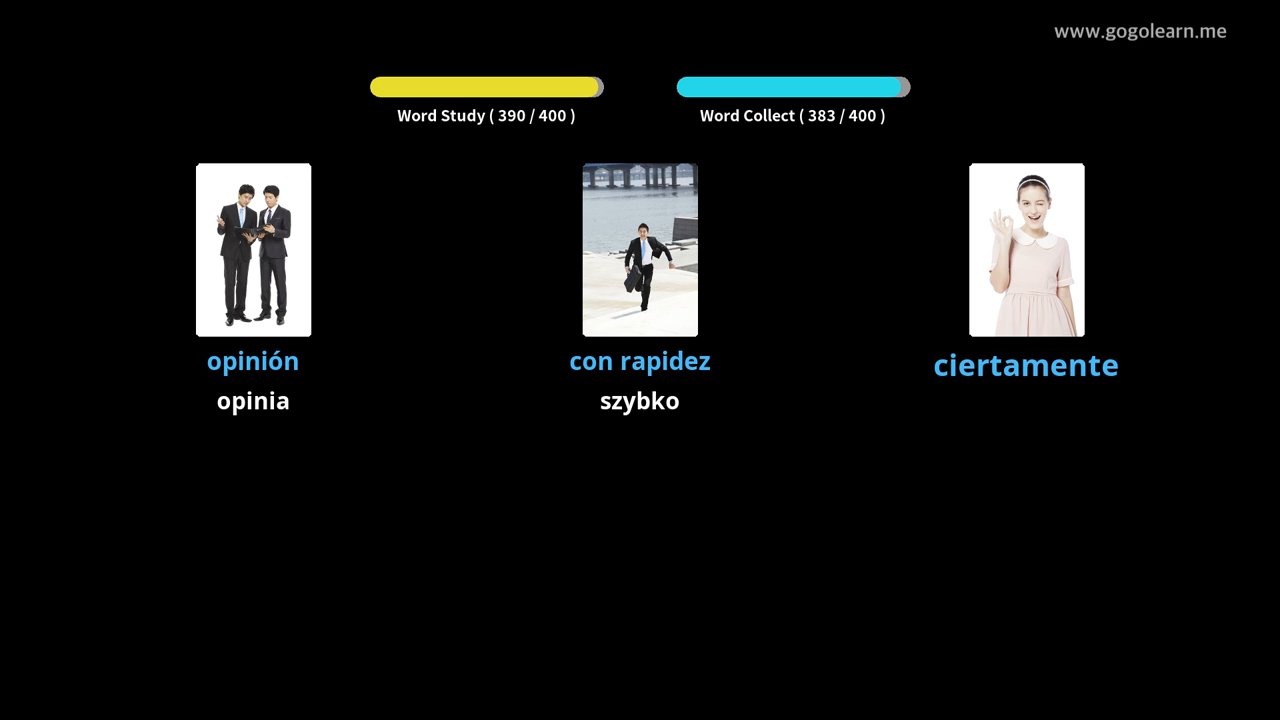 www.gogolearn.me
Word Study ( 390 / 400 )
Word Collect ( 383 / 400 )
opinión
opinia
con rapidez
szybko
ciertamente